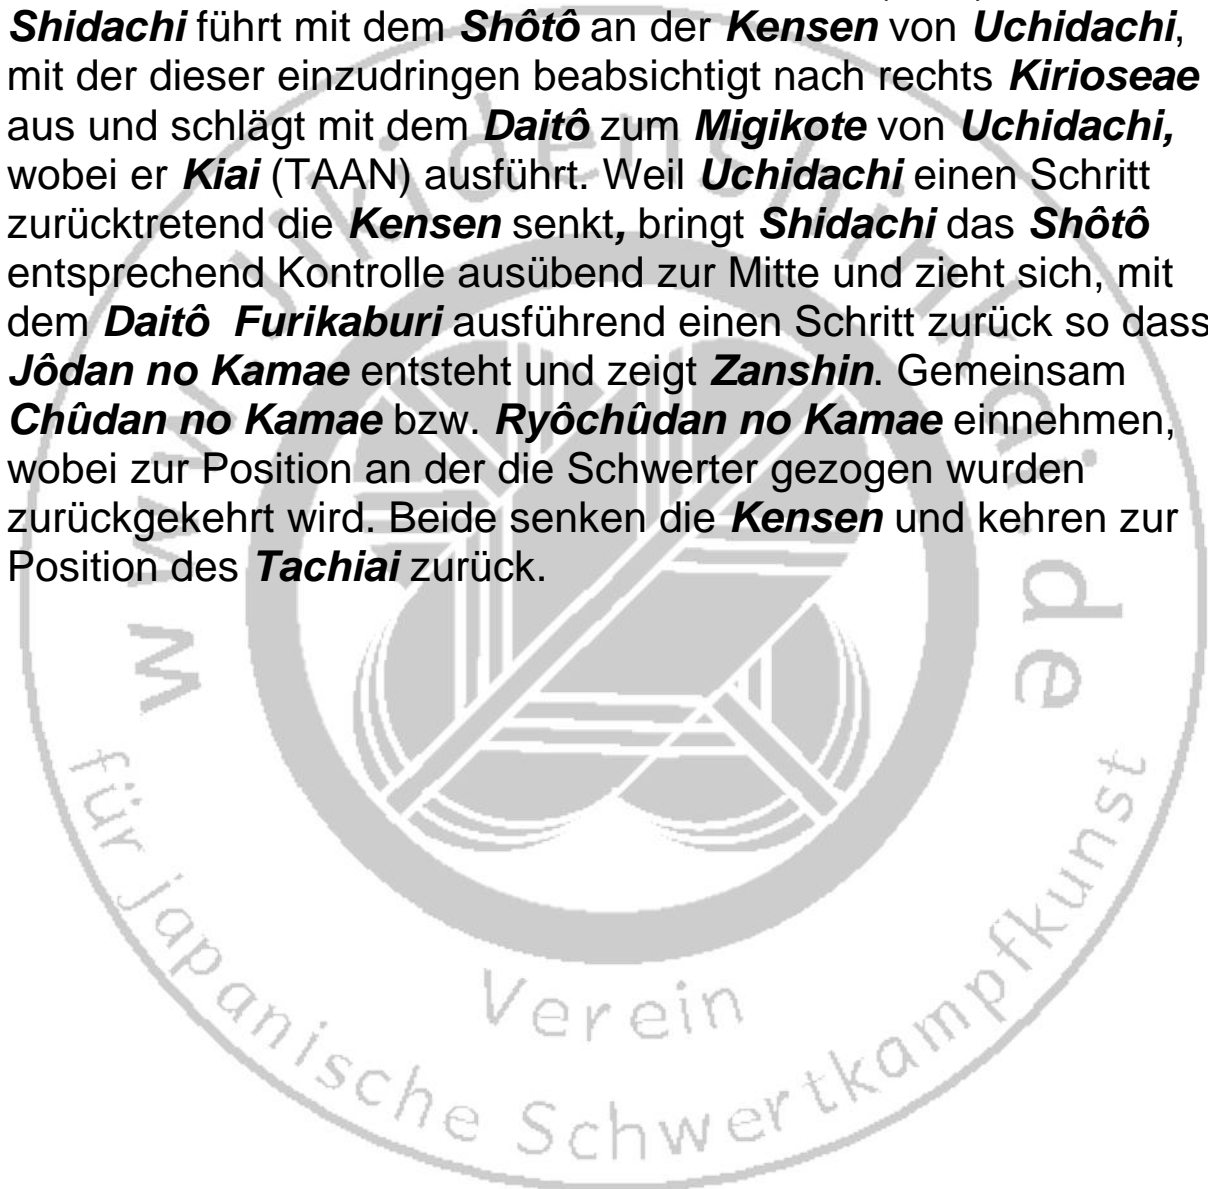 Shidachi führt mit dem Shôtô an der Kensen von Uchidachi,
mit der dieser einzudringen beabsichtigt nach rechts Kirioseae
aus und schlägt mit dem Daitô zum Migikote von Uchidachi,
wobei er Kiai (TAAN) ausführt. Weil Uchidachi einen Schritt
zurücktretend die Kensen senkt, bringt Shidachi das Shôtô
entsprechend Kontrolle ausübend zur Mitte und zieht sich, mit
dem Daitô Furikaburi ausführend einen Schritt zurück so dass
Jôdan no Kamae entsteht und zeigt Zanshin. Gemeinsam
Chûdan no Kamae bzw. Ryôchûdan no Kamae einnehmen,
wobei zur Position an der die Schwerter gezogen wurden
zurückgekehrt wird. Beide senken die Kensen und kehren zur
Position des Tachiai zurück.
www.jikidenshinka.de
Verein
für japanische Schwertkampfkunst